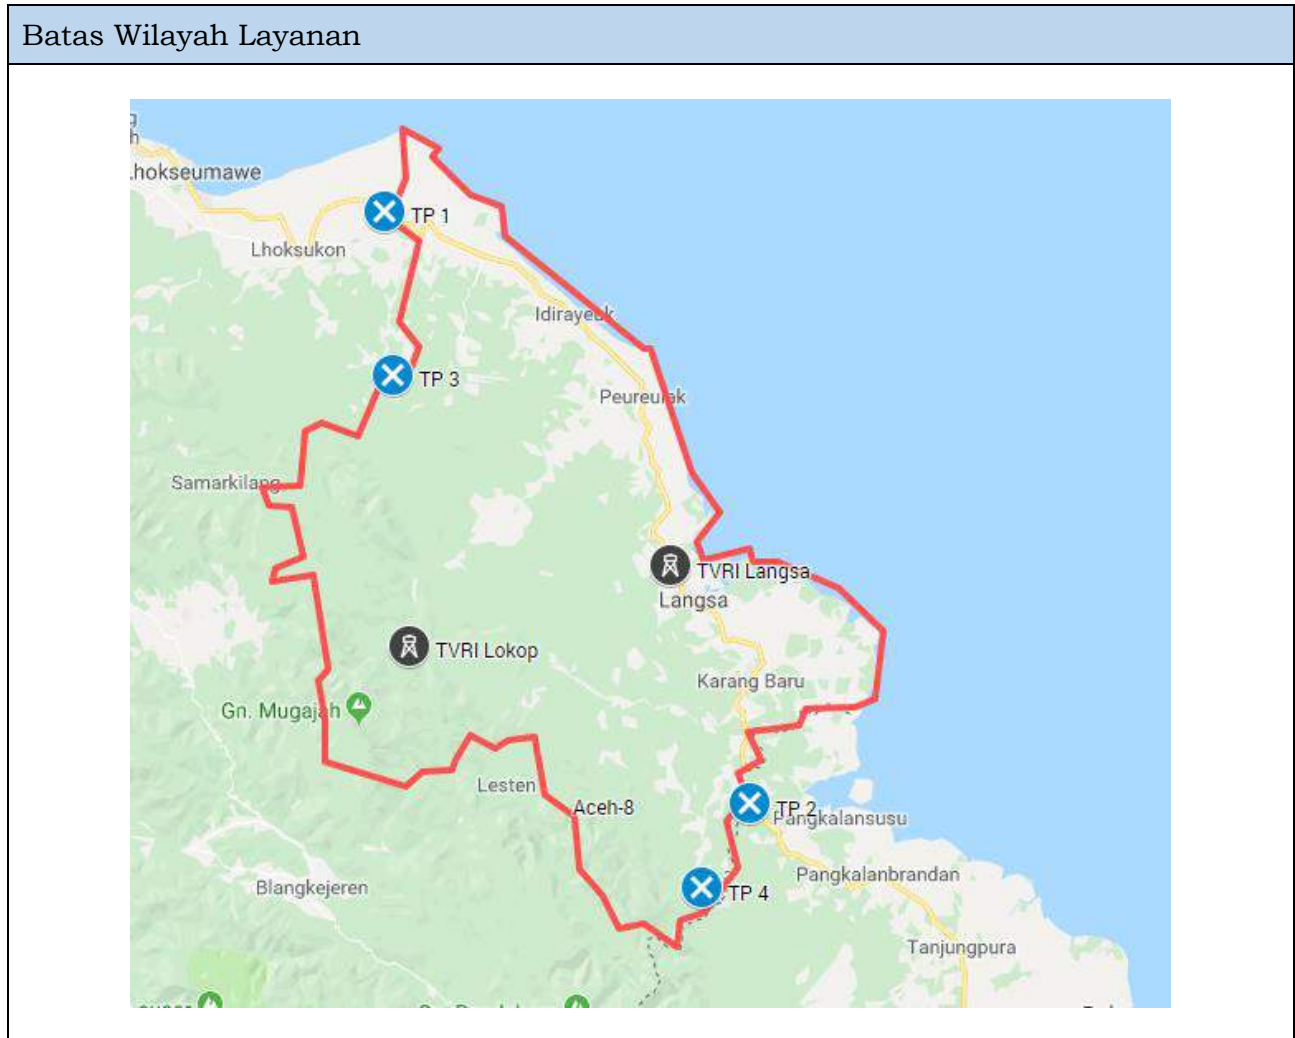 Batas Wilayah Layanan
hokseumawe
TP 1
Lhoksukon
Idirayeuk
TP 3
Peureulak
Samarkilang
TVRI Langsa
Langsa
TVRI Lokop
Karang Baru
Gn. Mugajah
Lesten
Aceh-8
TP 2
Pangkalansusu
Pangkalanbrandan
Blangkejeren
TP 4
Tanjungpura